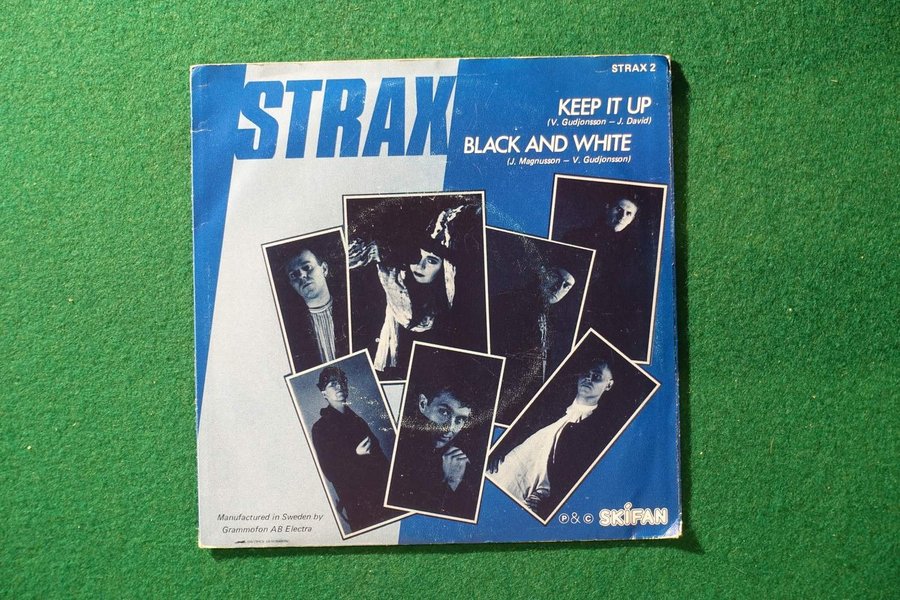 STRAX
STRAX 2
KEEP IT UP
(V. Gudjonsson – J. David)
BLACK AND WHITE
(J. Magnusson – V. Gudjonsson)
Manufactured in Sweden by
Grammofon AB Electra
℗ & © SKÍFAN